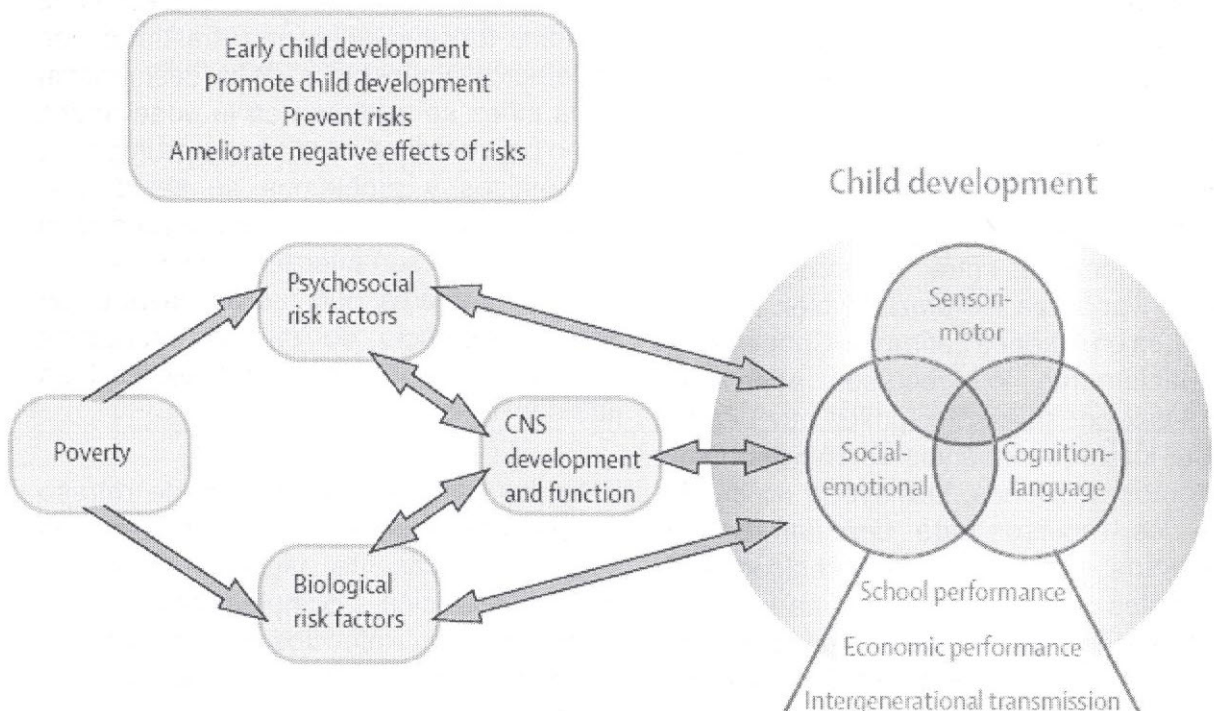 Early child development
Promote child development
Prevent risks
Ameliorate negative effects of risks
Child development
Psychosocial
risk factors
Sensori-
motor
Poverty
CNS
development
and function
Social-
emotional
Cognition-
language
Biological
risk factors
School performance
Economic performance
Intergenerational transmission